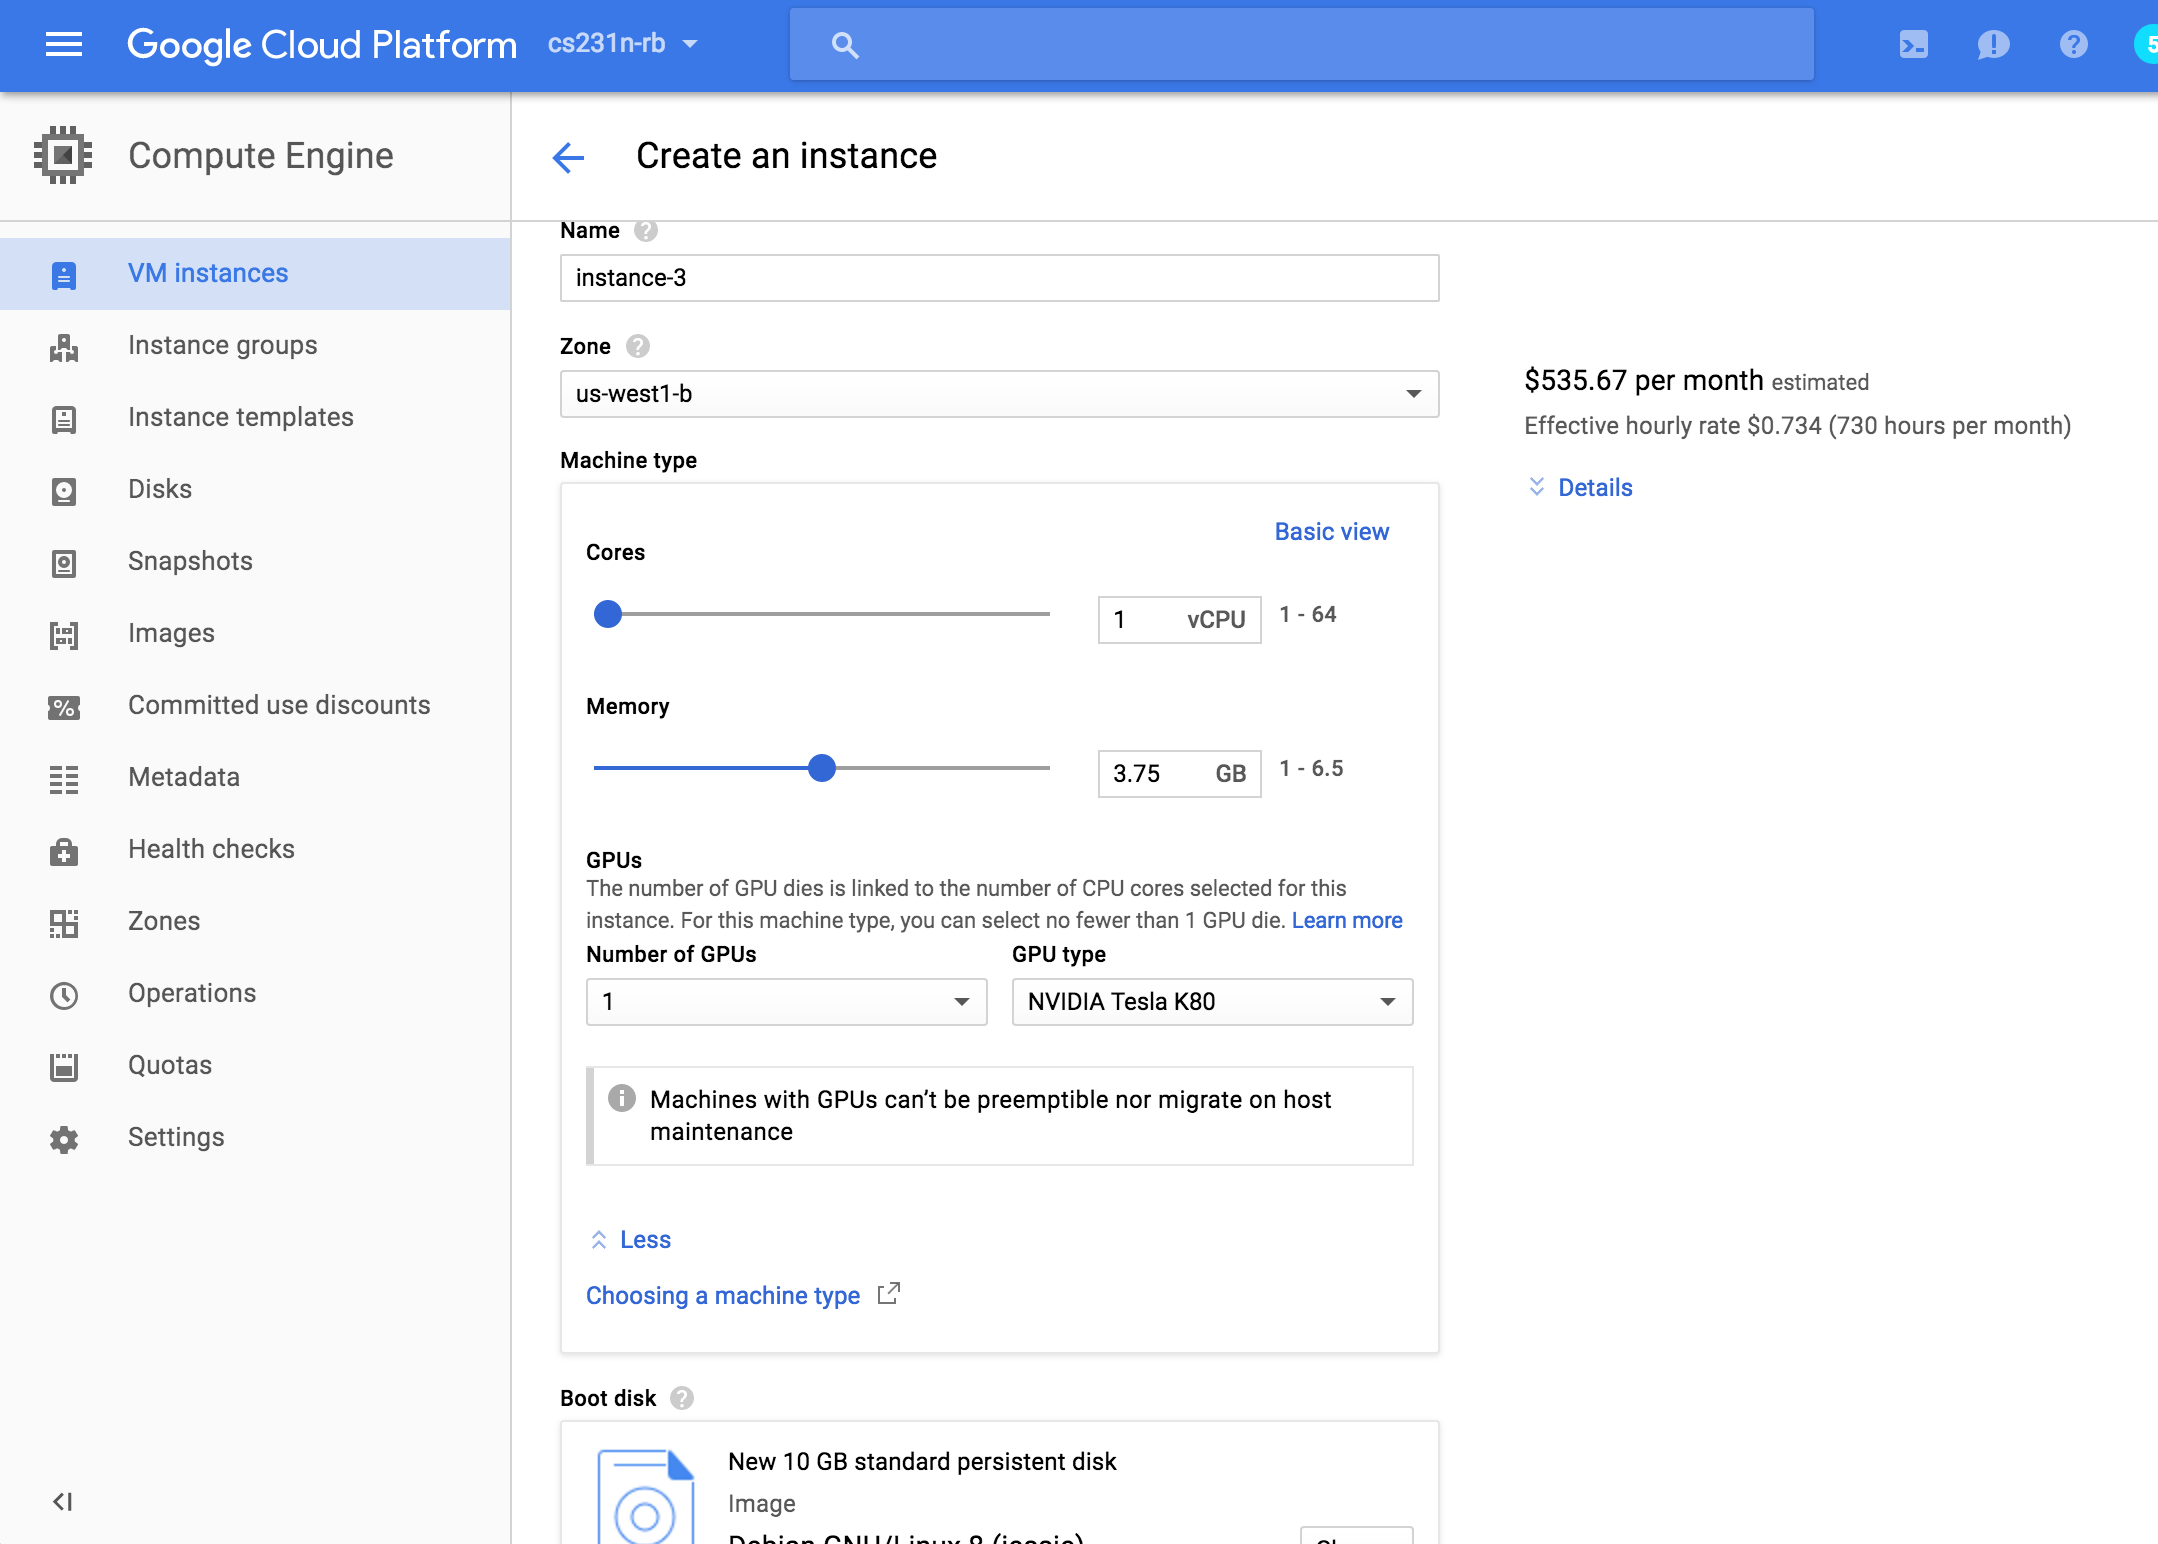 Google Cloud Platform
cs231n-rb
5
Compute Engine
Create an instance
VM instances
Instance groups
Instance templates
Disks
Snapshots
Images
Committed use discounts
Metadata
Health checks
Zones
Operations
Quotas
Settings
Name
instance-3
Zone
us-west1-b
Machine type
Basic view
Cores
1 vCPU 1 - 64
Memory
3.75 GB 1 - 6.5
GPUs
The number of GPU dies is linked to the number of CPU cores selected for this
instance. For this machine type, you can select no fewer than 1 GPU die. Learn more
Number of GPUs GPU type
1 NVIDIA Tesla K80
Machines with GPUs can't be preemptible nor migrate on host
maintenance
Less
Choosing a machine type
Boot disk
New 10 GB standard persistent disk
Image
Debian GNU/Linux 8 (jessie)
$535.67 per month estimated
Effective hourly rate $0.734 (730 hours per month)
Details